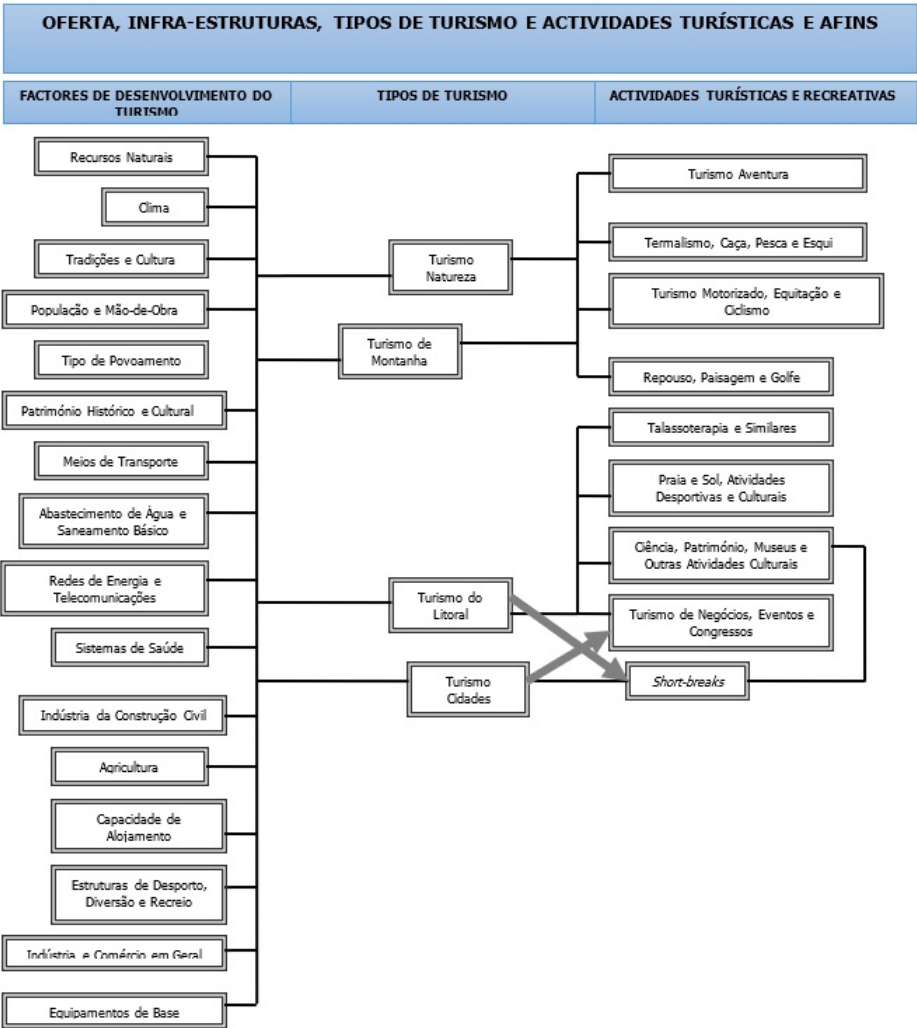 OFERTA, INFRA-ESTRUTURAS, TIPOS DE TURISMO E ACTIVIDADES TURÍSTICAS E AFINS
FACTORES DE DESENVOLVIMENTO DO
TURISMO
TIPOS DE TURISMO
ACTIVIDADES TURÍSTICAS E RECREATIVAS
Recursos Naturais
Clima
Tradições e Cultura
População e Mão-de-Obra
Tipo de Povoamento
Património Histórico e Cultural
Meios de Transporte
Abastecimento de Água e
Saneamento Básico
Redes de Energia e
Telecomunicações
Sistemas de Saúde
Indústria da Construção Civil
Agricultura
Capacidade de
Alojamento
Estruturas de Desporto,
Diversão e Recreio
Indústria e Comércio em Geral
Equipamentos de Base
Turismo
Natureza
Turismo de
Montanha
Turismo do
Litoral
Turismo
Cidades
Turismo Aventura
Termalismo, Caça, Pesca e Esqui
Turismo Motorizado, Equitação e
Ciclismo
Repouso, Paisagem e Golfe
Talassoterapia e Similares
Praia e Sol, Atividades
Desportivas e Culturais
Ciência, Património, Museus e
Outras Atividades Culturais
Turismo de Negócios, Eventos e
Congressos
Short-breaks